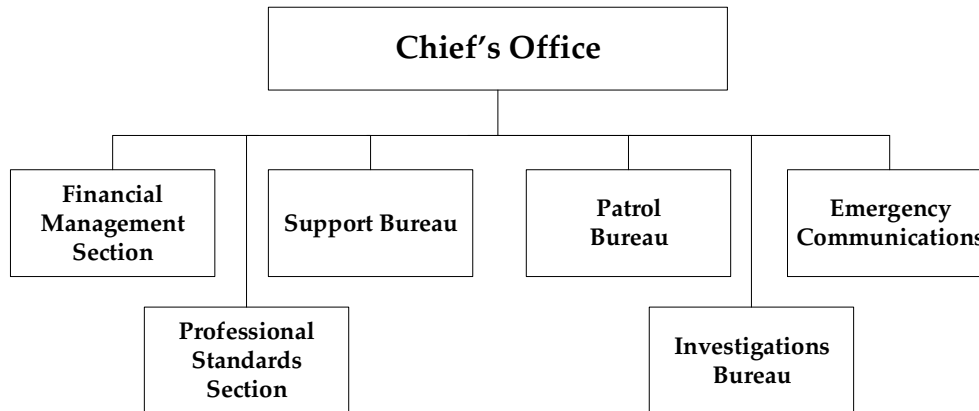 Chief’s Office
Financial
Management
Section
Support Bureau
Patrol
Bureau
Emergency
Communications
Professional
Standards
Section
Investigations
Bureau